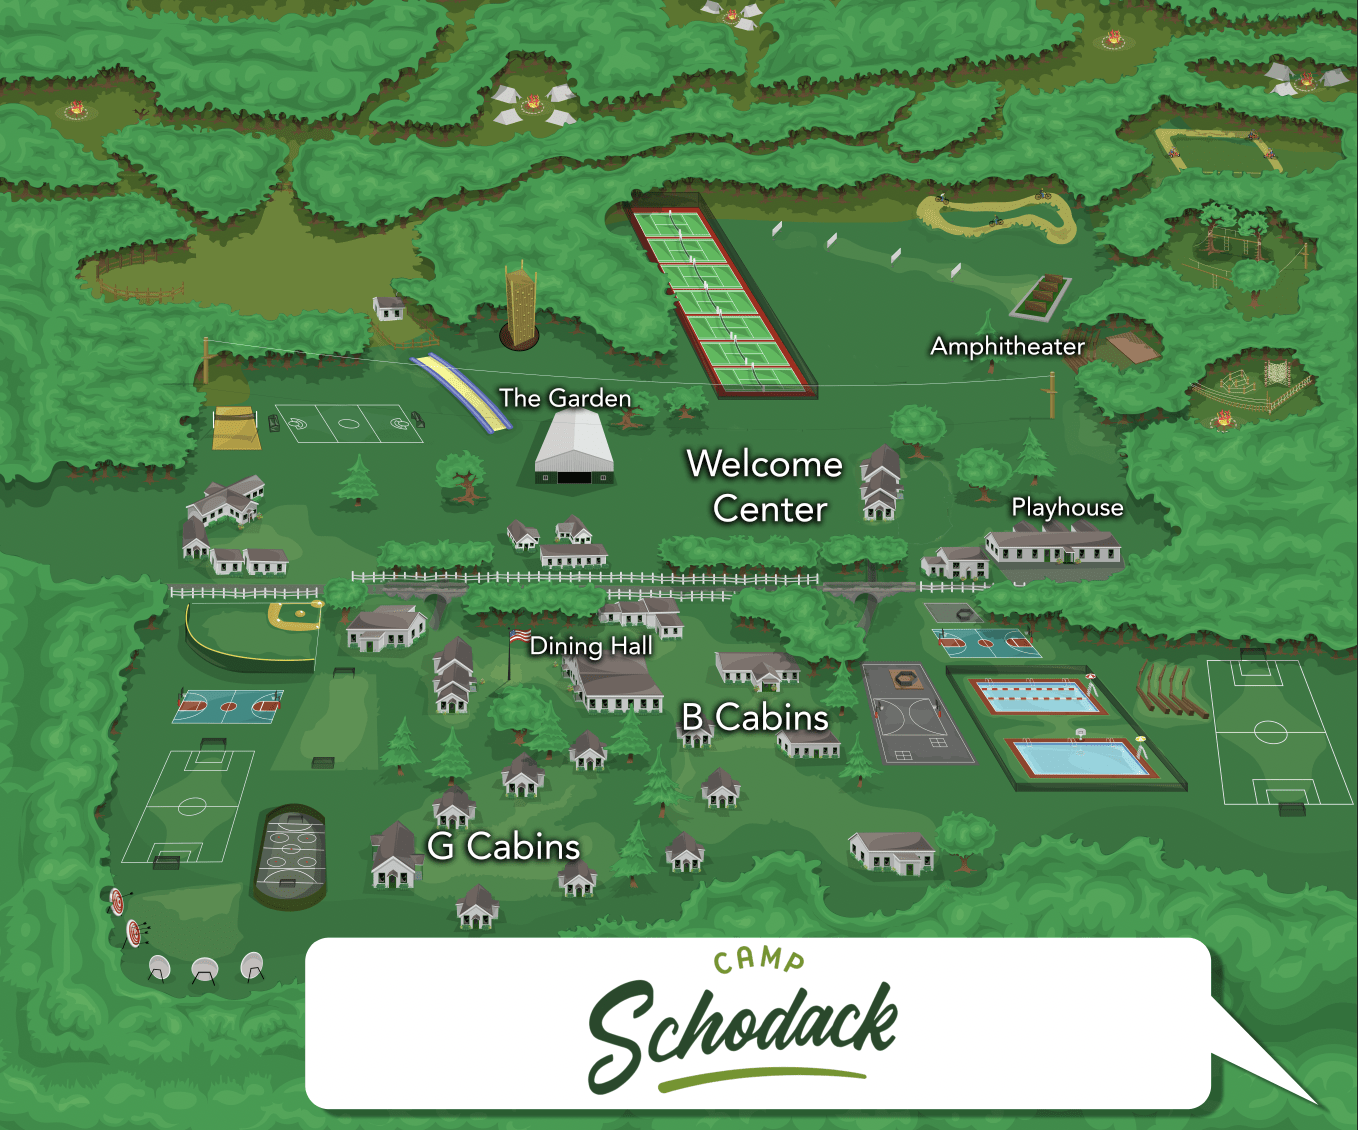 Amphitheater
The Garden
Welcome
Center
Playhouse
Dining Hall
B Cabins
G Cabins
CAMP
Schodack